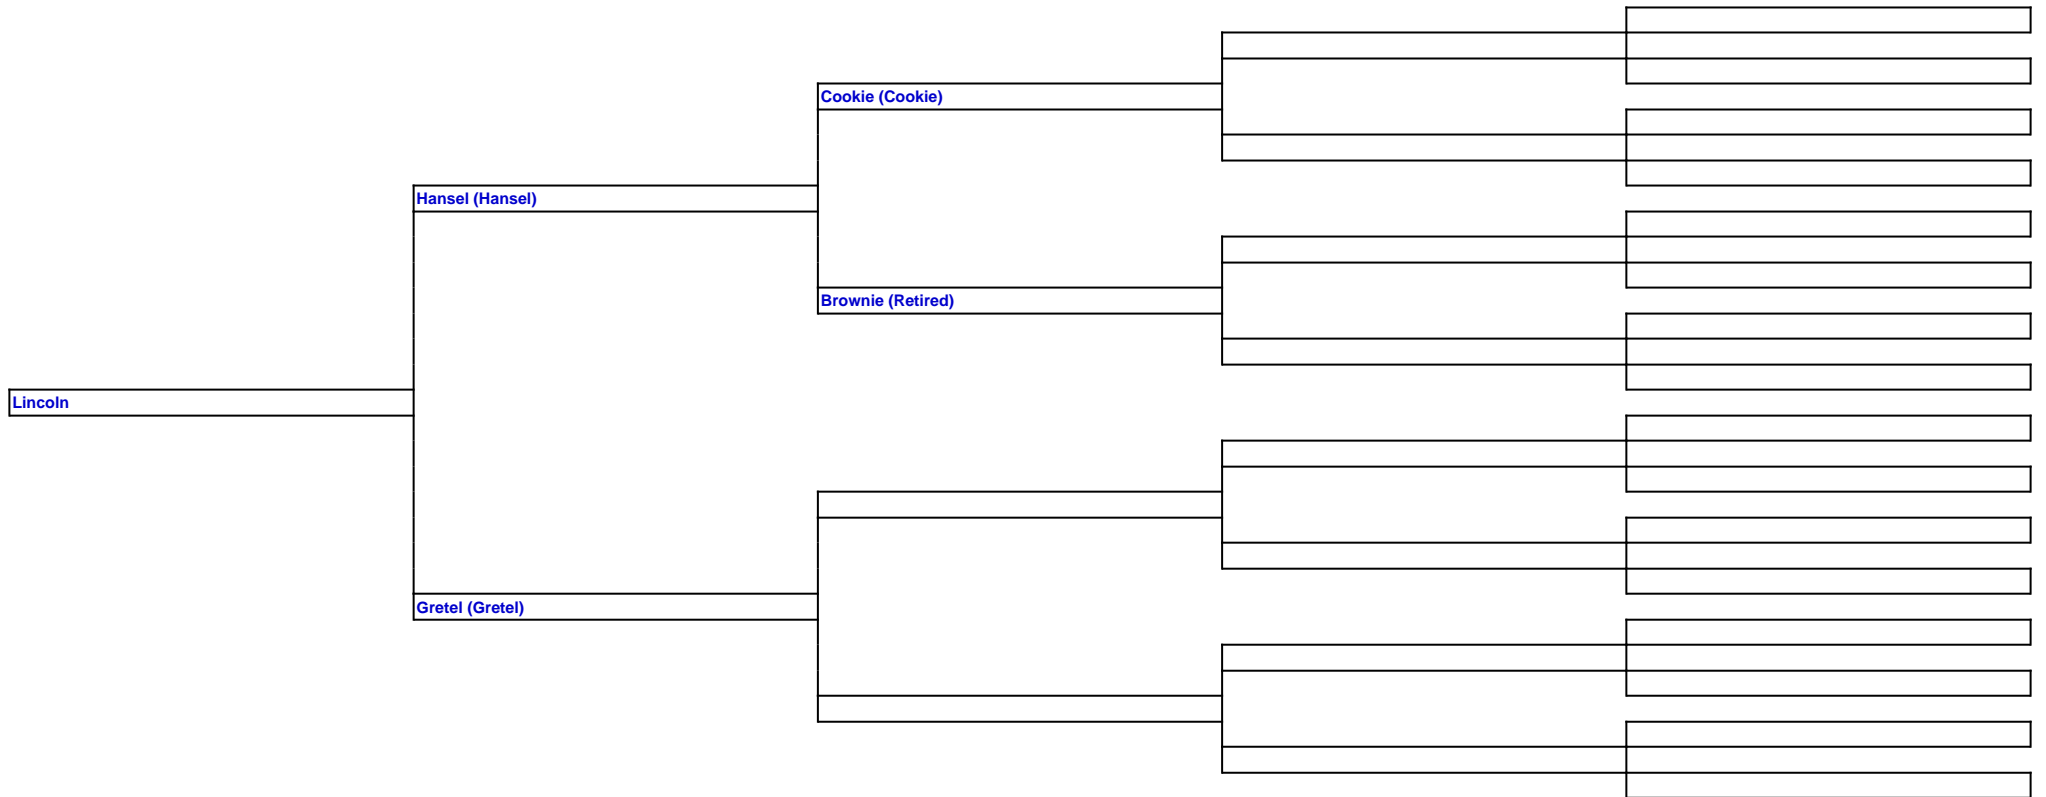 Cookie (Cookie)
Hansel (Hansel)
Brownie (Retired)
Lincoln
Gretel (Gretel)